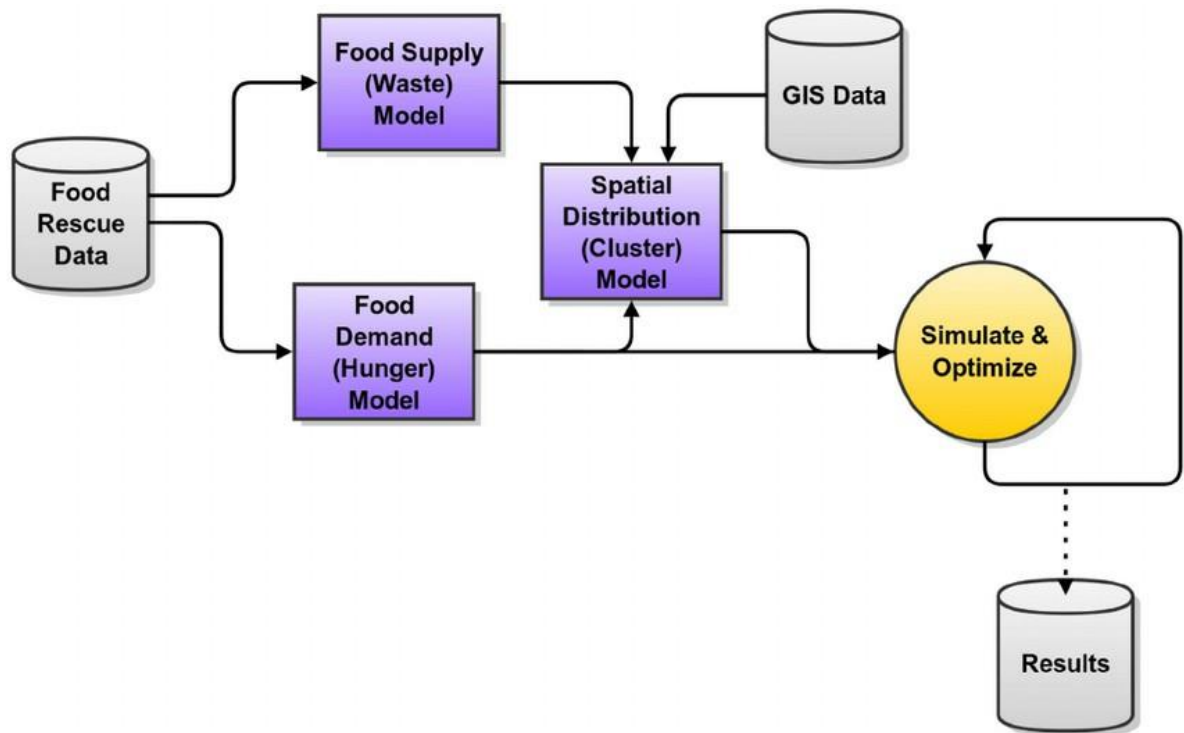 Food Supply
(Waste)
Model
GIS Data
Food
Rescue
Data
Spatial
Distribution
(Cluster)
Model
Food
Demand
(Hunger)
Model
Simulate &
Optimize
Results